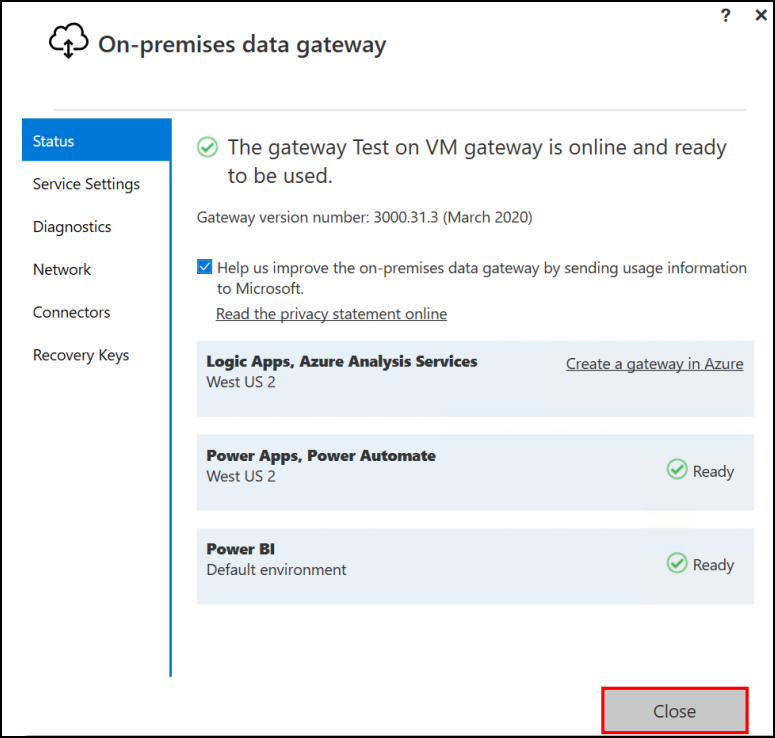 ? ×
On-premises data gateway
Status
Service Settings
Diagnostics
Network
Connectors
Recovery Keys
The gateway Test on VM gateway is online and ready
to be used.
Gateway version number: 3000.31.3 (March 2020)
Help us improve the on-premises data gateway by sending usage information
to Microsoft.
Read the privacy statement online
Logic Apps, Azure Analysis Services
West US 2
Create a gateway in Azure
Power Apps, Power Automate
West US 2
Ready
Power BI
Default environment
Ready
Close